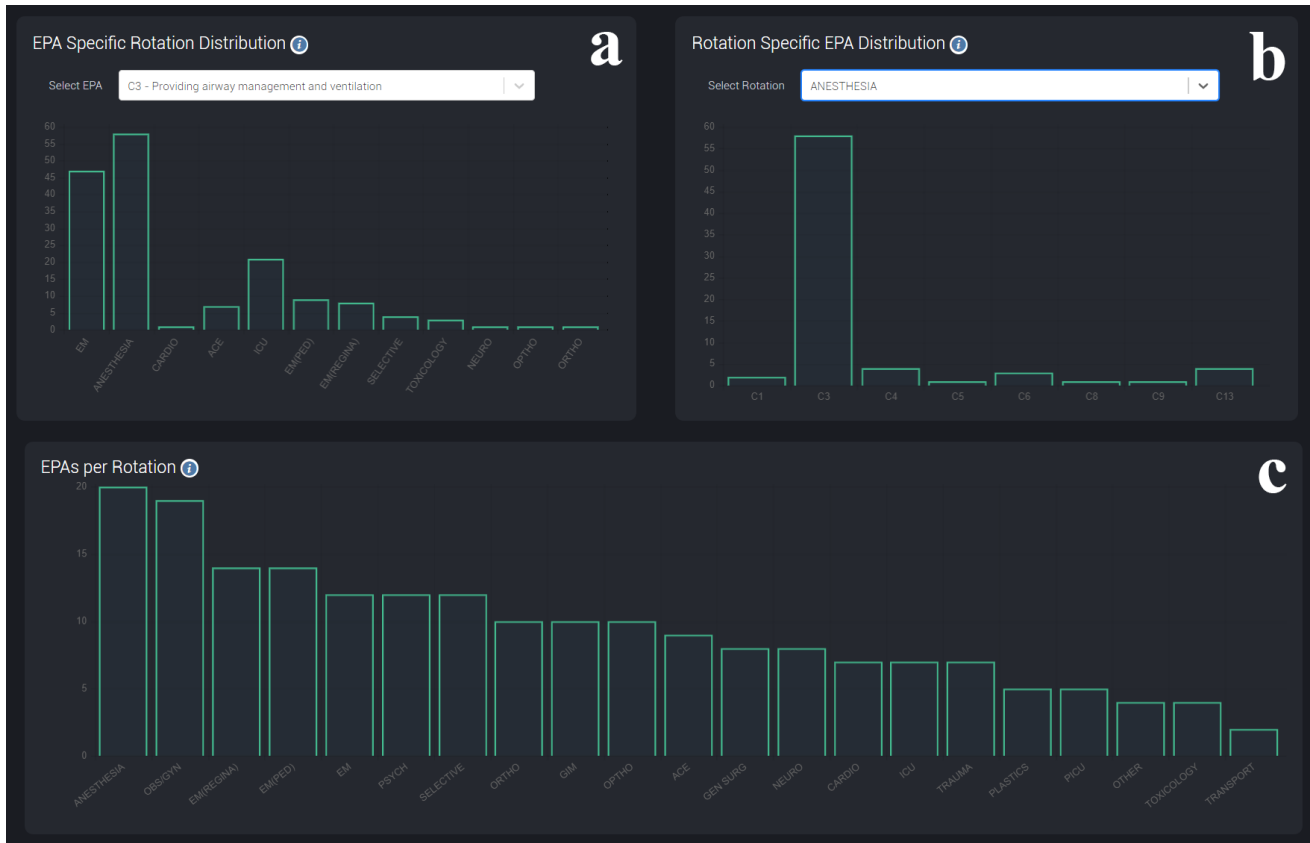 EPA Specific Rotation Distribution i
a
Select EPA C3 - Providing airway management and ventilation
60
55
50
45
40
35
30
25
20
15
10
5
0
EM ANESTHESIA CARDIO ACE ICU EM(PED) EM(REGINA) SELECTIVE TOXICOLOGY NEURO OPTHO ORTHO
Rotation Specific EPA Distribution i
b
Select Rotation ANESTHESIA
60
55
50
45
40
35
30
25
20
15
10
5
0
C1 C3 C4 C5 C6 C8 C9 C13
EPAs per Rotation i
c
20
15
10
5
0
ANESTHESIA OBS/GYN EM(REGINA) EM(PED) EM PSYCH SELECTIVE ORTHO GIM OPTHO ACE GEN SURG NEURO CARDIO ICU TRAUMA PLASTICS PICU OTHER TOXICOLOGY TRANSPORT